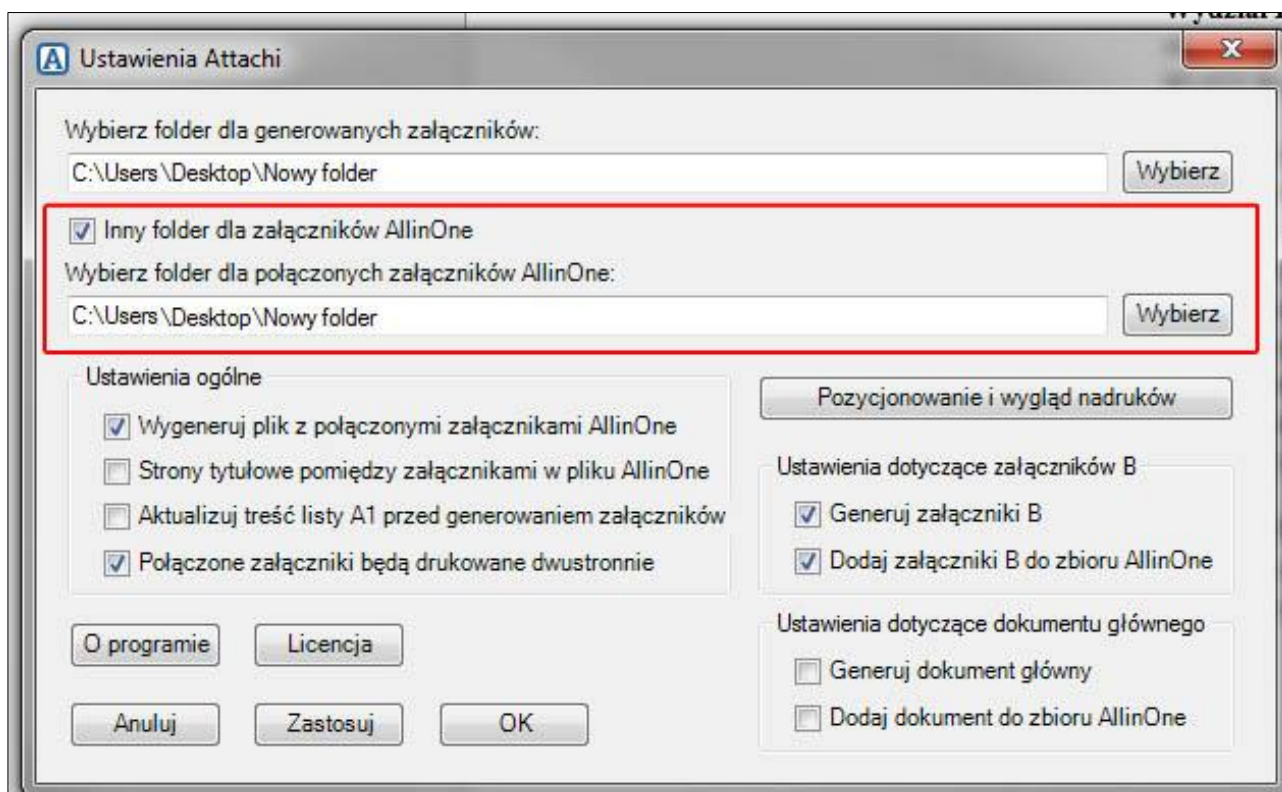 Ustawienia Attachi
Wybierz folder dla generowanych załączników:
C:\Users\Desktop\Nowy folder
Wybierz
Inny folder dla załączników AllinOne
Wybierz folder dla połączonych załączników AllinOne:
C:\Users\Desktop\Nowy folder
Wybierz
Ustawienia ogólne
Wygeneruj plik z połączonymi załącznikami AllinOne
Strony tytułowe pomiędzy załącznikami w pliku AllinOne
Aktualizuj treść listy A1 przed generowaniem załączników
Połączone załączniki będą drukowane dwustronnie
Pozycjonowanie i wygląd nadruków
Ustawienia dotyczące załączników B
Generuj załączniki B
Dodaj załączniki B do zbioru AllinOne
Ustawienia dotyczące dokumentu głównego
Generuj dokument główny
Dodaj dokument do zbioru AllinOne
O programie
Licencja
Anuluj
Zastosuj
OK